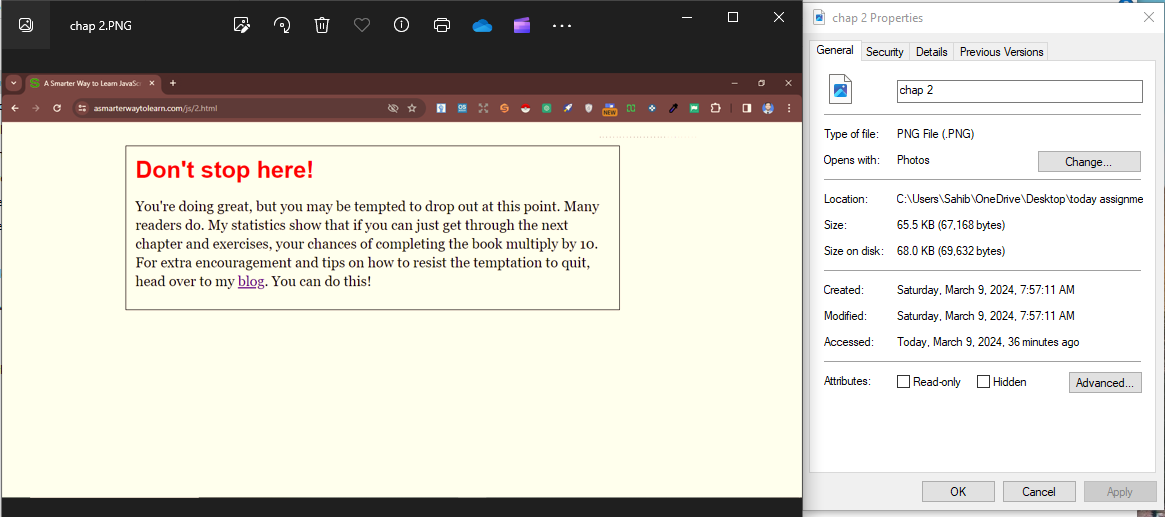 chap 2.PNG
A Smarter Way to Learn JavaSc
asmarterwaytolearn.com/js/2.html
NEW
Don't stop here!
You're doing great, but you may be tempted to drop out at this point. Many
readers do. My statistics show that if you can just get through the next
chapter and exercises, your chances of completing the book multiply by 10.
For extra encouragement and tips on how to resist the temptation to quit,
head over to my blog. You can do this!
chap 2 Properties
General Security Details Previous Versions
chap 2
Type of file: PNG File (.PNG)
Opens with: Photos Change...
Location: C:\Users\Sahib\OneDrive\Desktop\today assignme
Size: 65.5 KB (67,168 bytes)
Size on disk: 68.0 KB (69,632 bytes)
Created: Saturday, March 9, 2024, 7:57:11 AM
Modified: Saturday, March 9, 2024, 7:57:11 AM
Accessed: Today, March 9, 2024, 36 minutes ago
Attributes: Read-only Hidden Advanced...
OK Cancel Apply